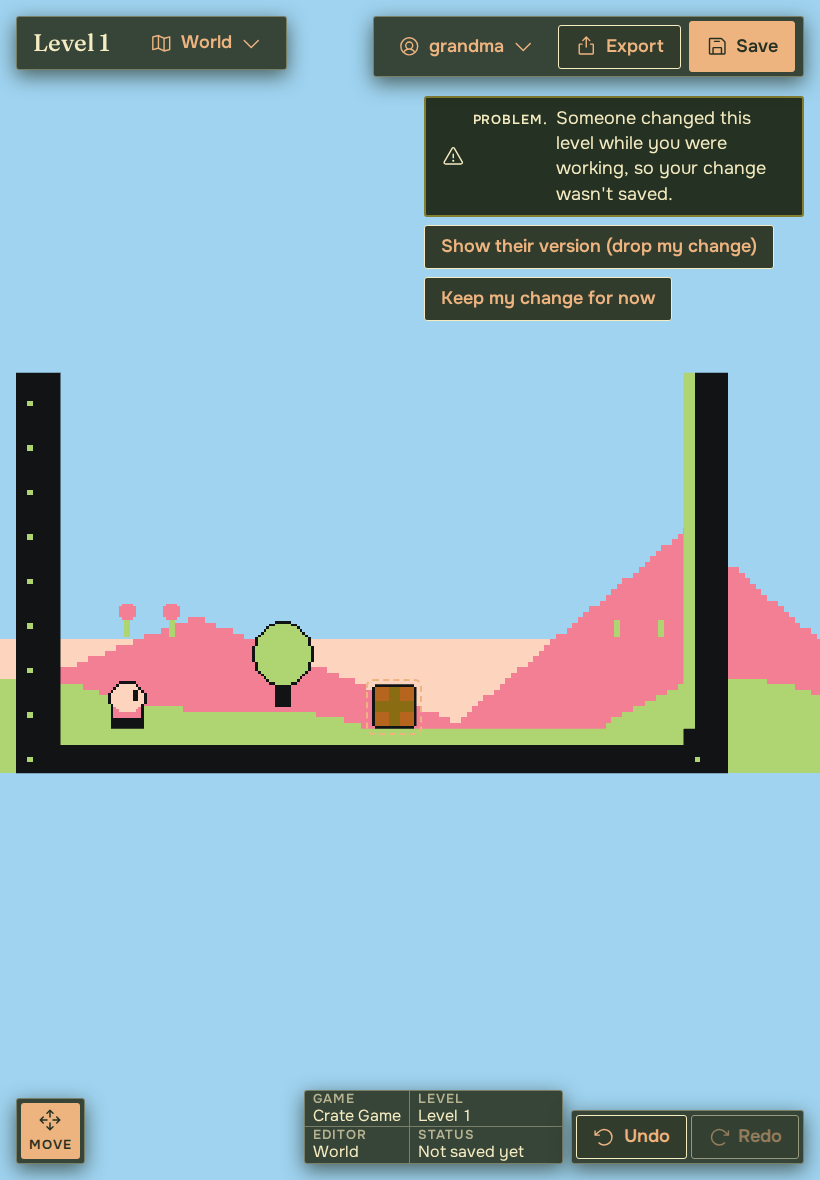 Level 1
World
grandma
Export
Save
PROBLEM. Someone changed this
level while you were
working, so your change
wasn't saved.
Show their version (drop my change)
Keep my change for now
MOVE
GAME
Crate Game
LEVEL
Level 1
EDITOR
World
STATUS
Not saved yet
Undo
Redo